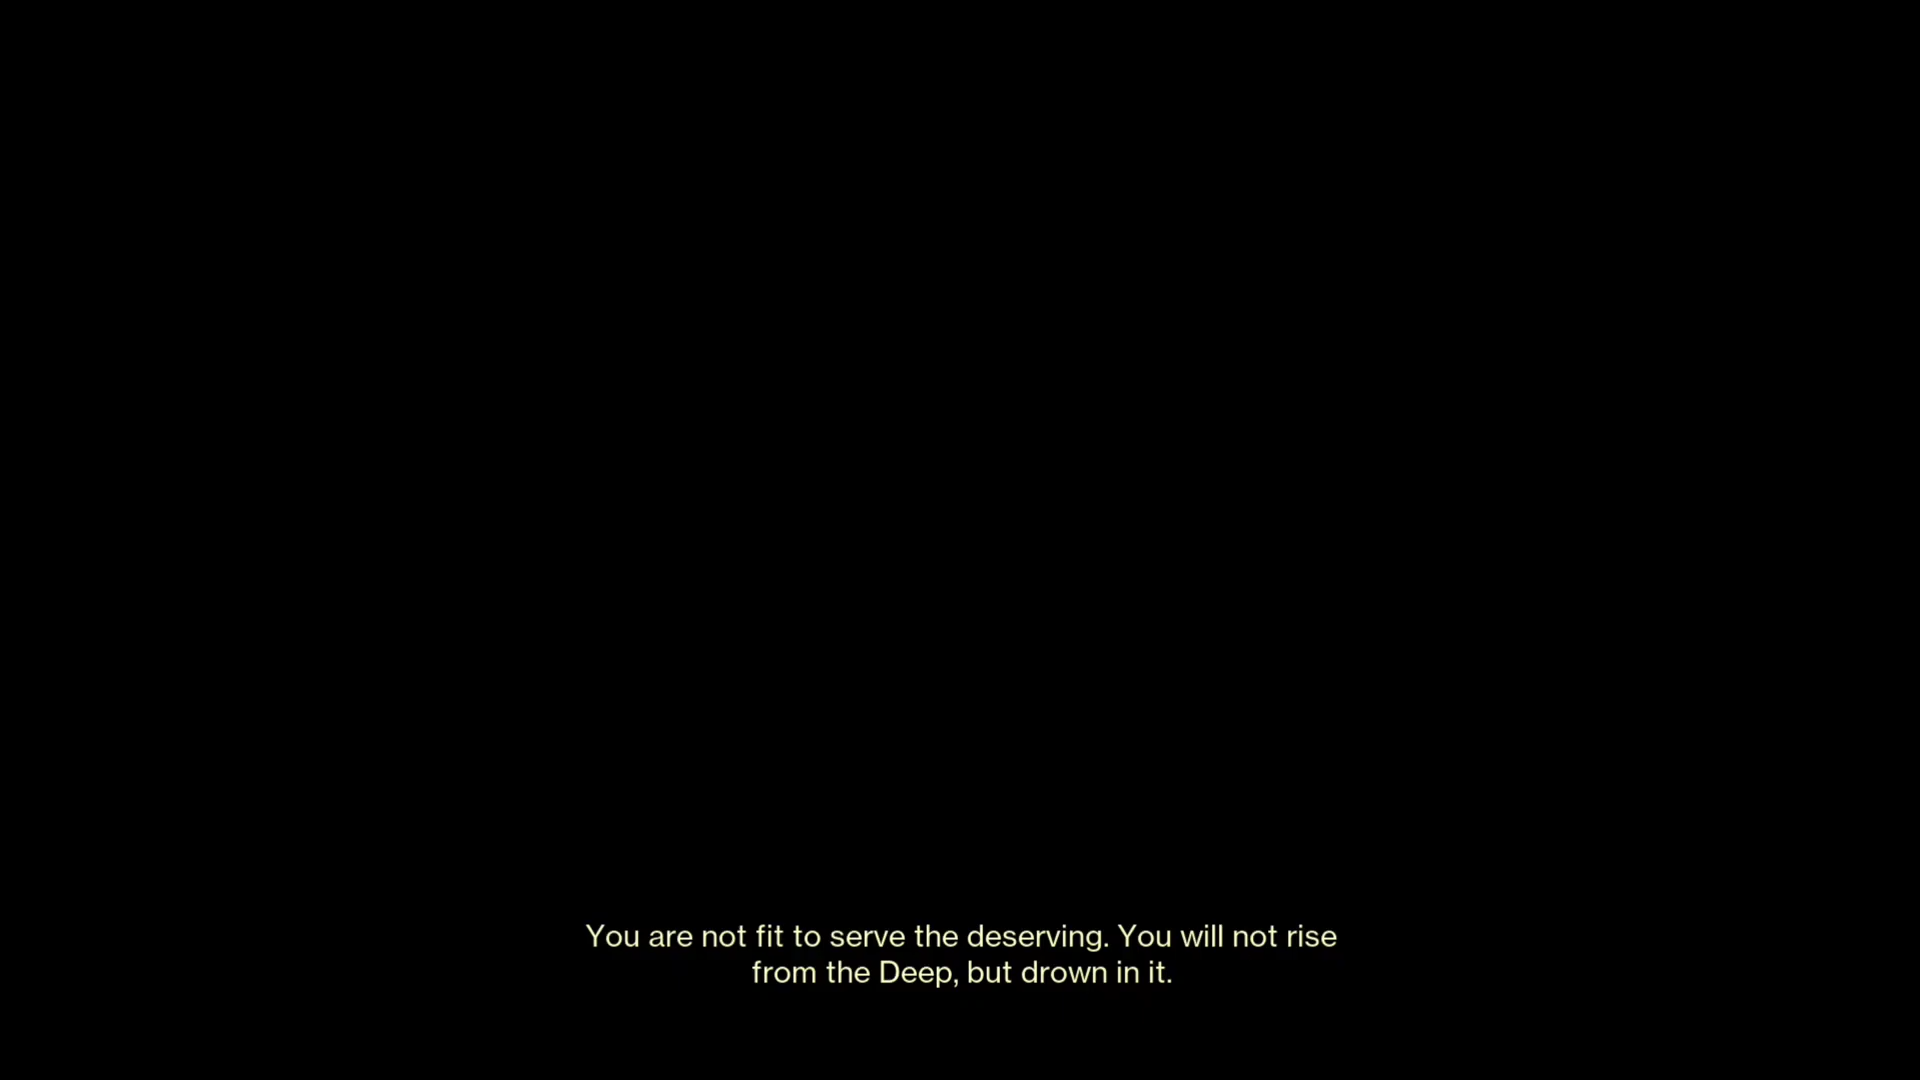 You are not fit to serve the deserving. You will not rise
from the Deep, but drown in it.